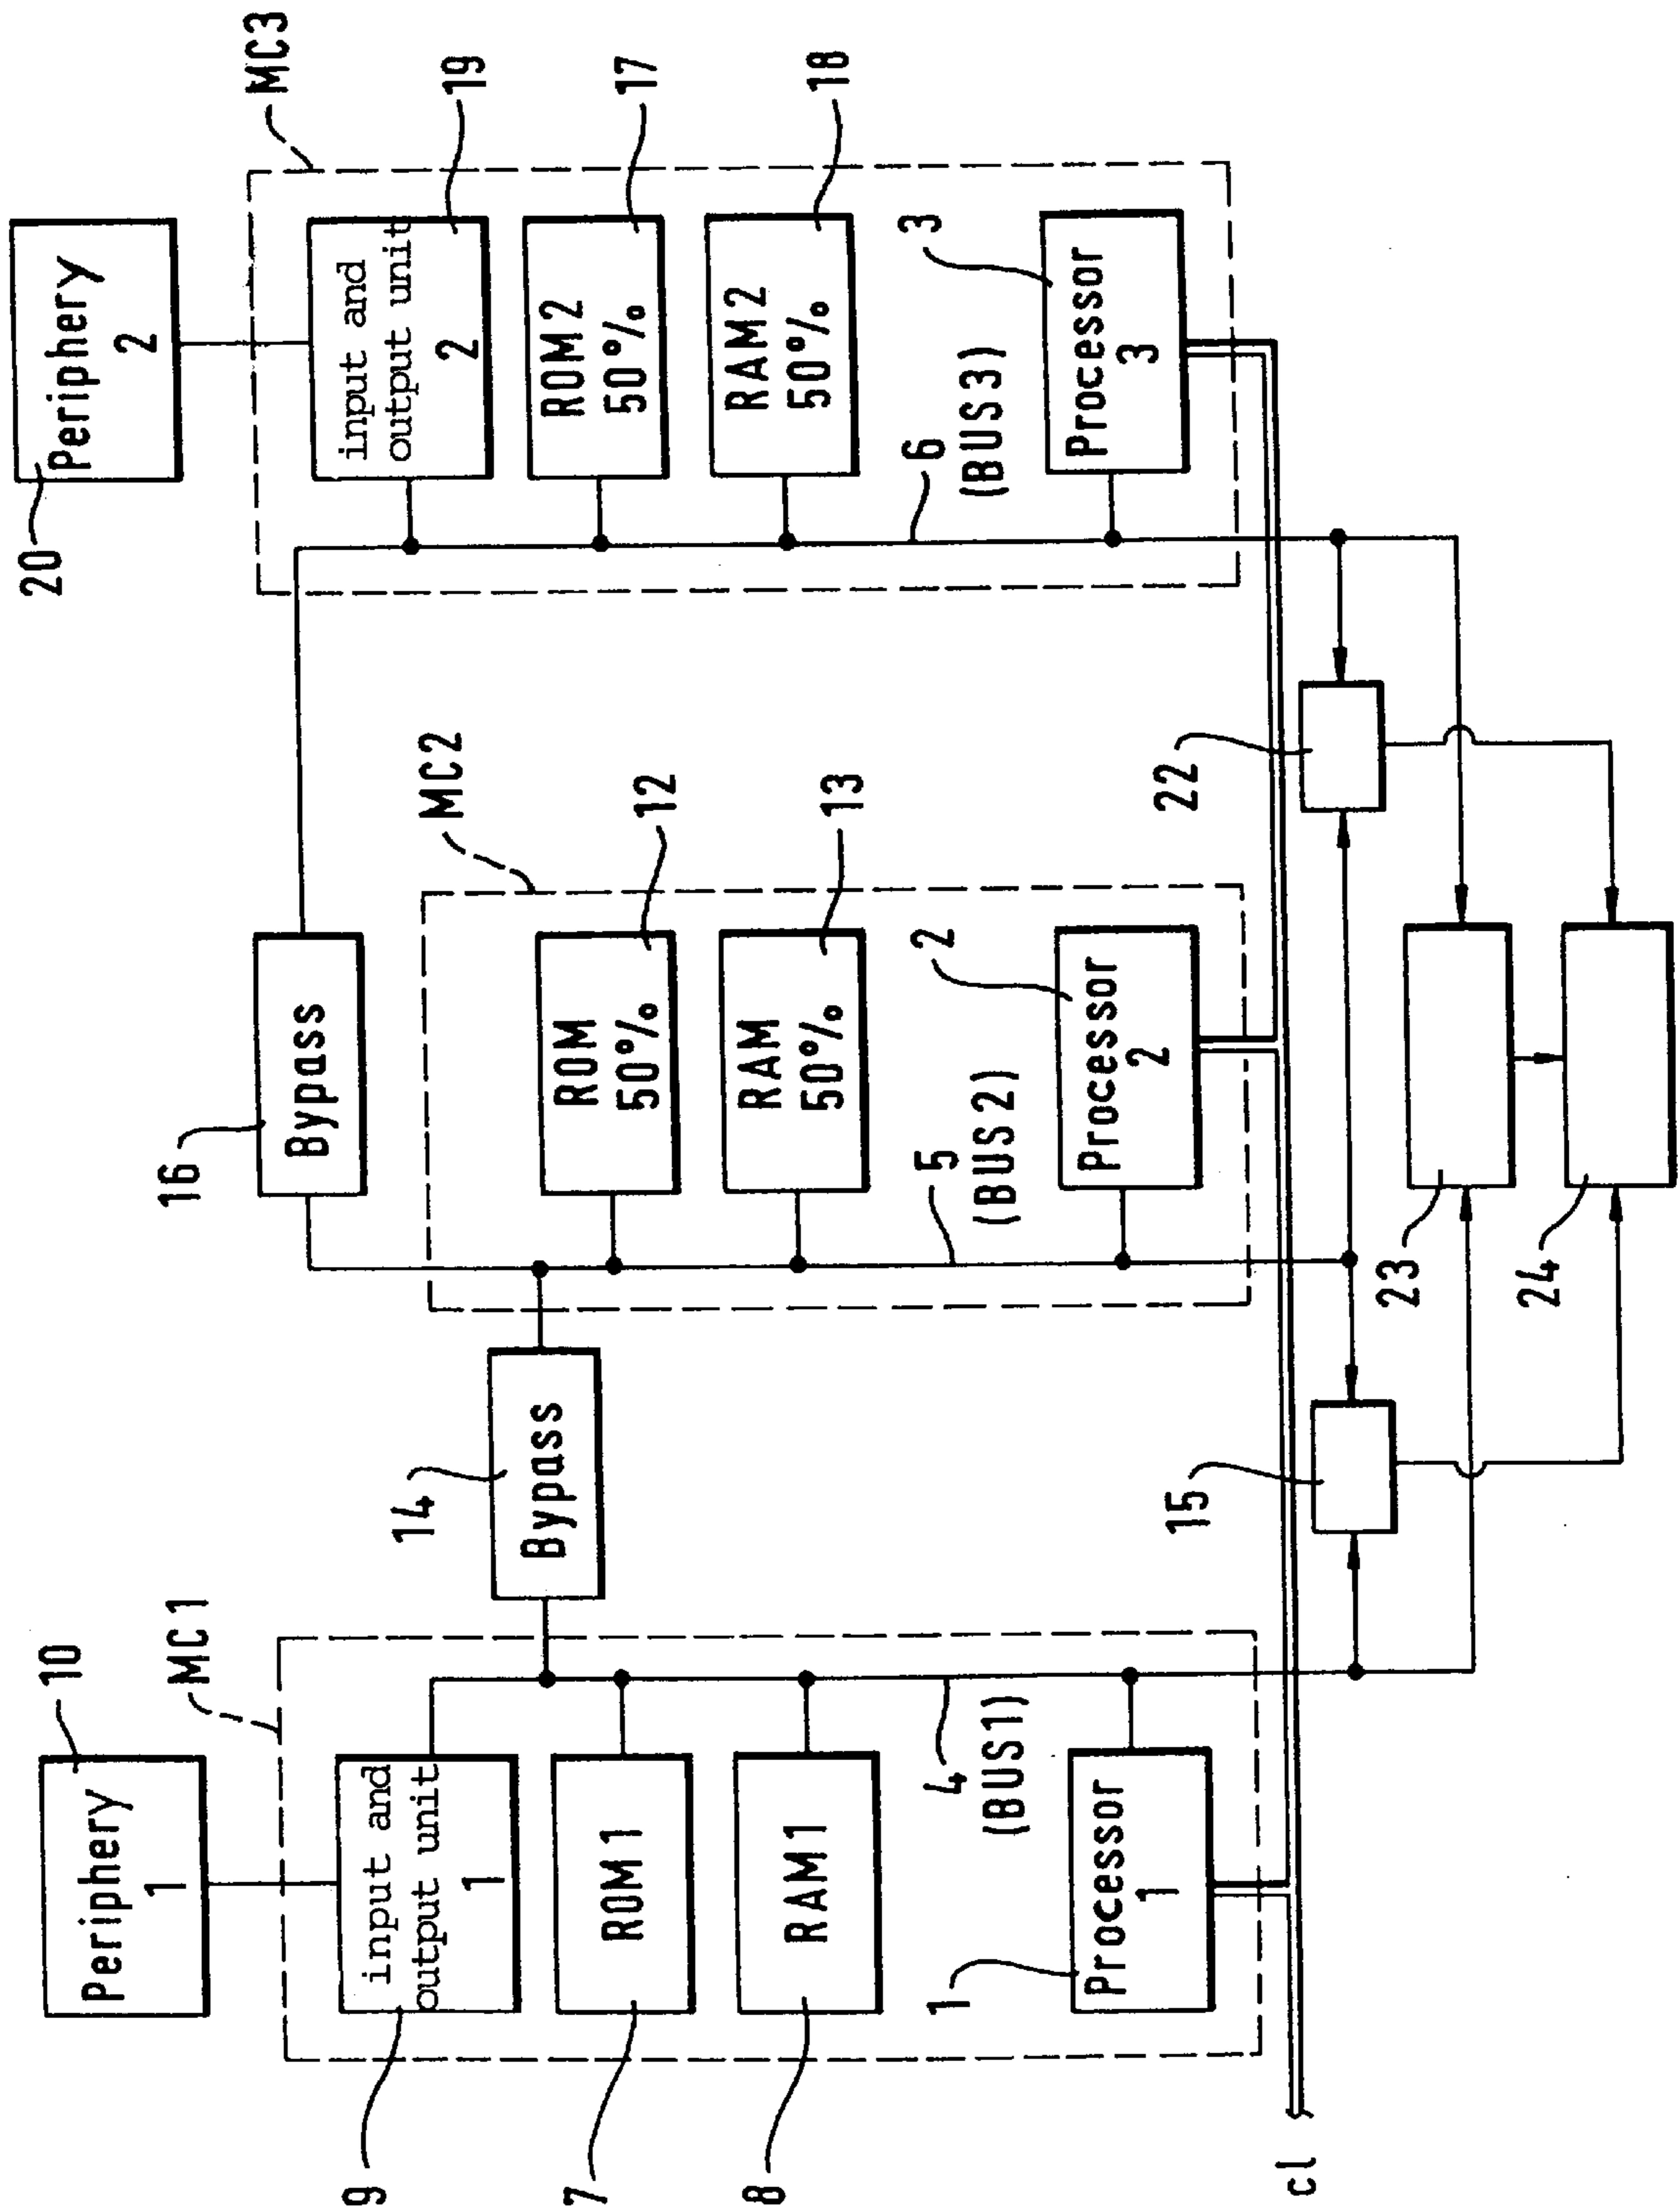 10
Periphery
1
MC1
9
input and
output unit
1
7
ROM1
8
RAM1
4
(BUS1)
1
Processor
1
14
Bypass
16
Bypass
MC2
12
ROM
50%
13
RAM
50%
5
(BUS2)
2
Processor
2
20
Periphery
2
MC3
19
input and
output unit
2
17
ROM2
50%
18
RAM2
50%
6
(BUS3)
3
Processor
3
cl
15
22
23
24